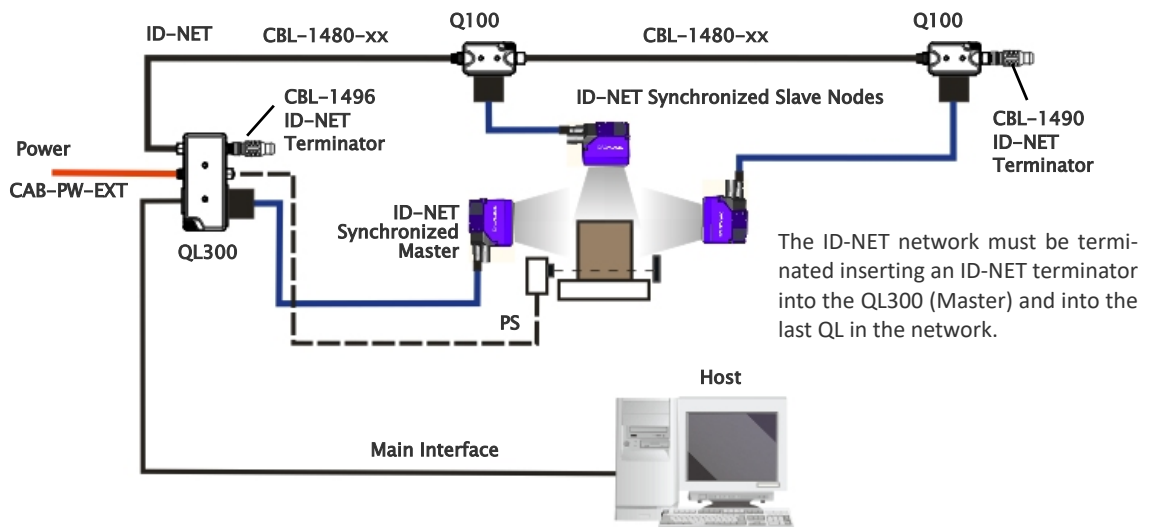 ID-NET
CBL-1480-xx
Q100
CBL-1480-xx
Q100
CBL-1496
ID-NET
Terminator
ID-NET Synchronized Slave Nodes
CBL-1490
ID-NET
Terminator
Power
CAB-PW-EXT
QL300
ID-NET
Synchronized
Master
PS
The ID-NET network must be termi-
nated inserting an ID-NET terminator
into the QL300 (Master) and into the
last QL in the network.
Host
Main Interface